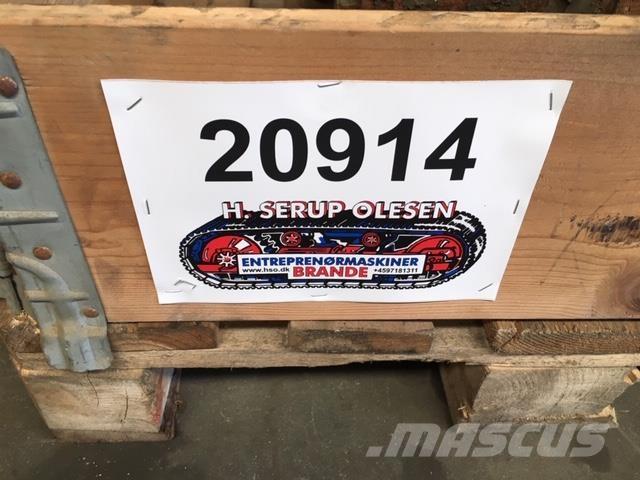 20914
H. SERUP OLESEN
ENTREPRENØRMASKINER
www.hso.dk BRANDE +4597181311
MASCUS